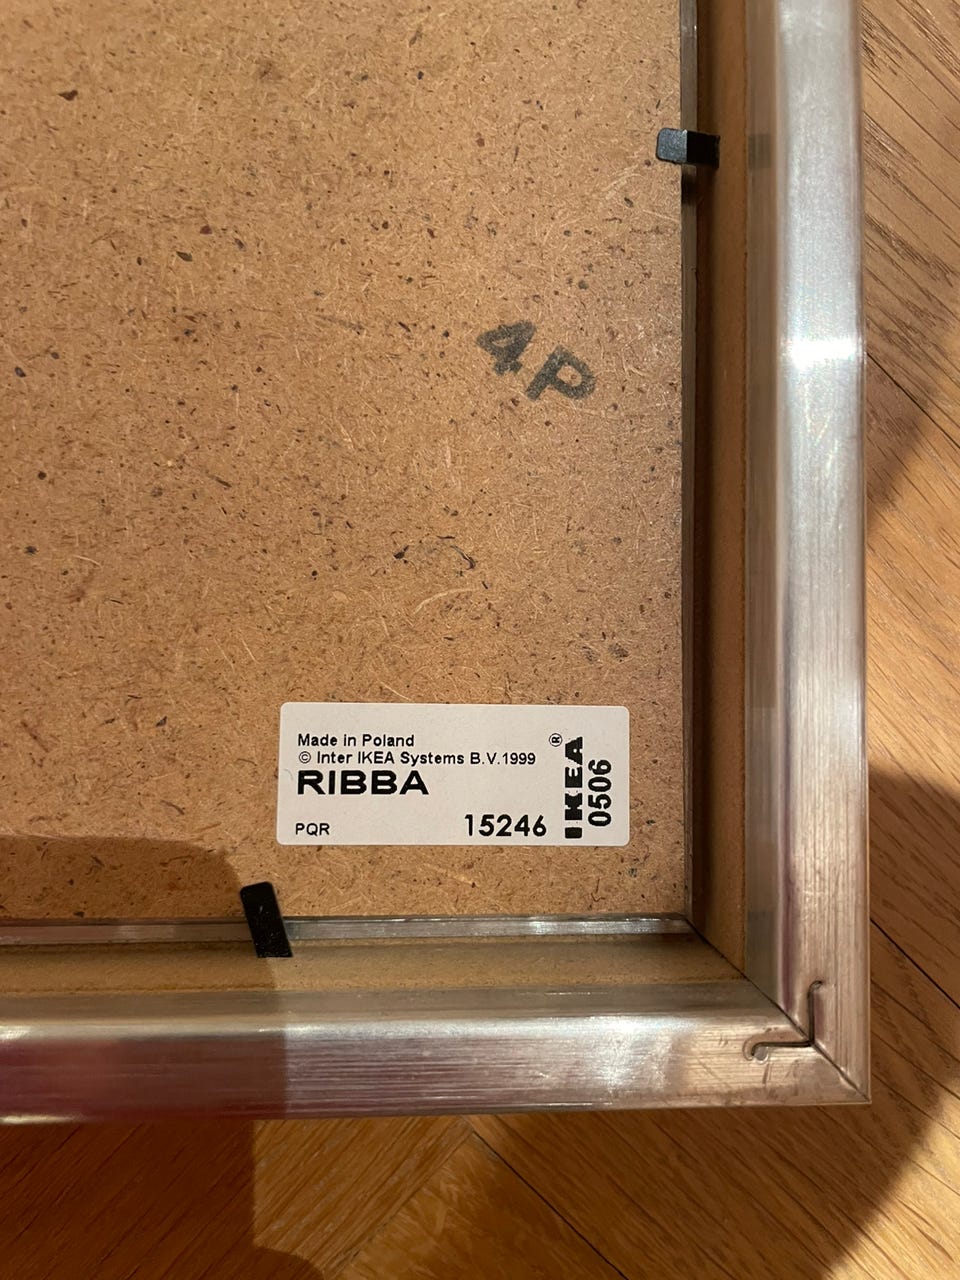 4P
Made in Poland
© Inter IKEA Systems B.V.1999
RIBBA
PQR
15246
IKEA®
0506